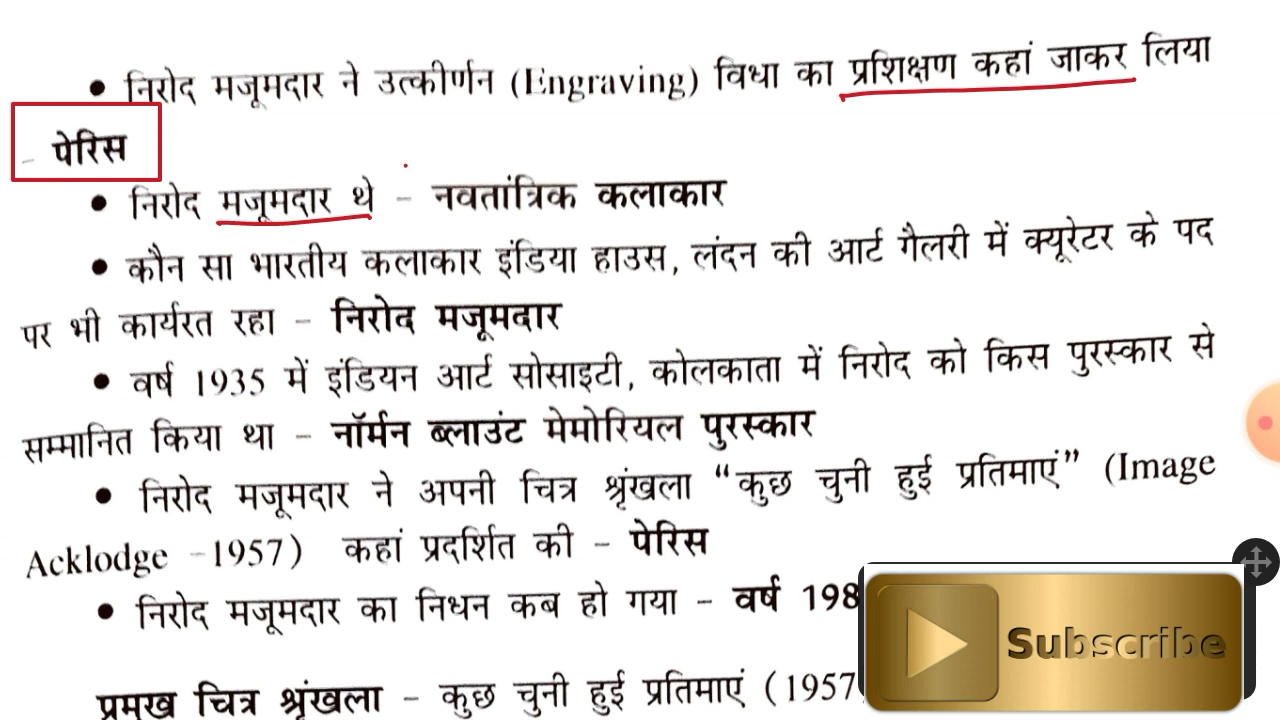 • निरोद मजूमदार ने उत्कीर्णन (Engraving) विधा का प्रशिक्षण कहां जाकर लिया
– पेरिस
• निरोद मजूमदार थे – नवतांत्रिक कलाकार
• कौन सा भारतीय कलाकार इंडिया हाउस, लंदन की आर्ट गैलरी में क्यूरेटर के पद
पर भी कार्यरत रहा – निरोद मजूमदार
• वर्ष 1935 में इंडियन आर्ट सोसाइटी, कोलकाता में निरोद को किस पुरस्कार से
सम्मानित किया था – नॉर्मन ब्लाउंट मेमोरियल पुरस्कार
• निरोद मजूमदार ने अपनी चित्र श्रृंखला “कुछ चुनी हुई प्रतिमाएं” (Image
Acklodge –1957) कहां प्रदर्शित की – पेरिस
• निरोद मजूमदार का निधन कब हो गया – वर्ष 198
Subscribe
प्रमुख चित्र श्रृंखला – कुछ चुनी हुई प्रतिमाएं (1957